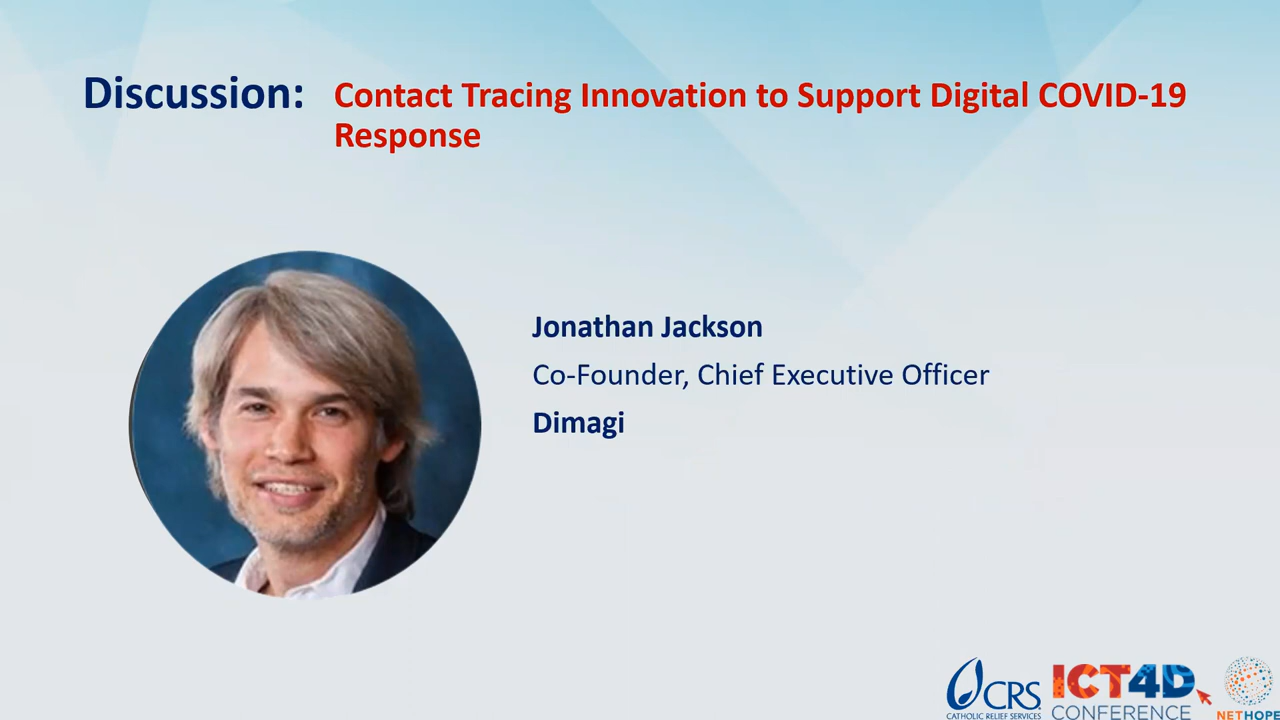 Discussion: Contact Tracing Innovation to Support Digital COVID-19
Response
Jonathan Jackson
Co-Founder, Chief Executive Officer
Dimagi
CRS
CATHOLIC RELIEF SERVICES
ICT4D
CONFERENCE
NETHOPE